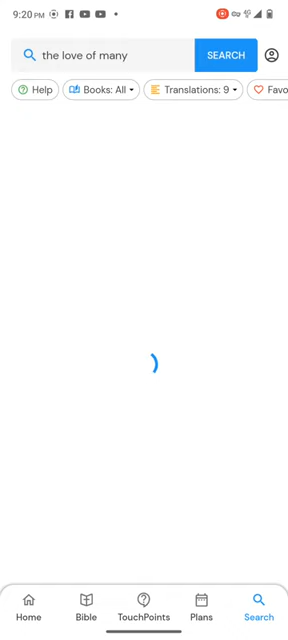 9:20 PM
4G
the love of many
SEARCH
Help
Books: All
Translations: 9
Favo
Home
Bible
TouchPoints
Plans
Search